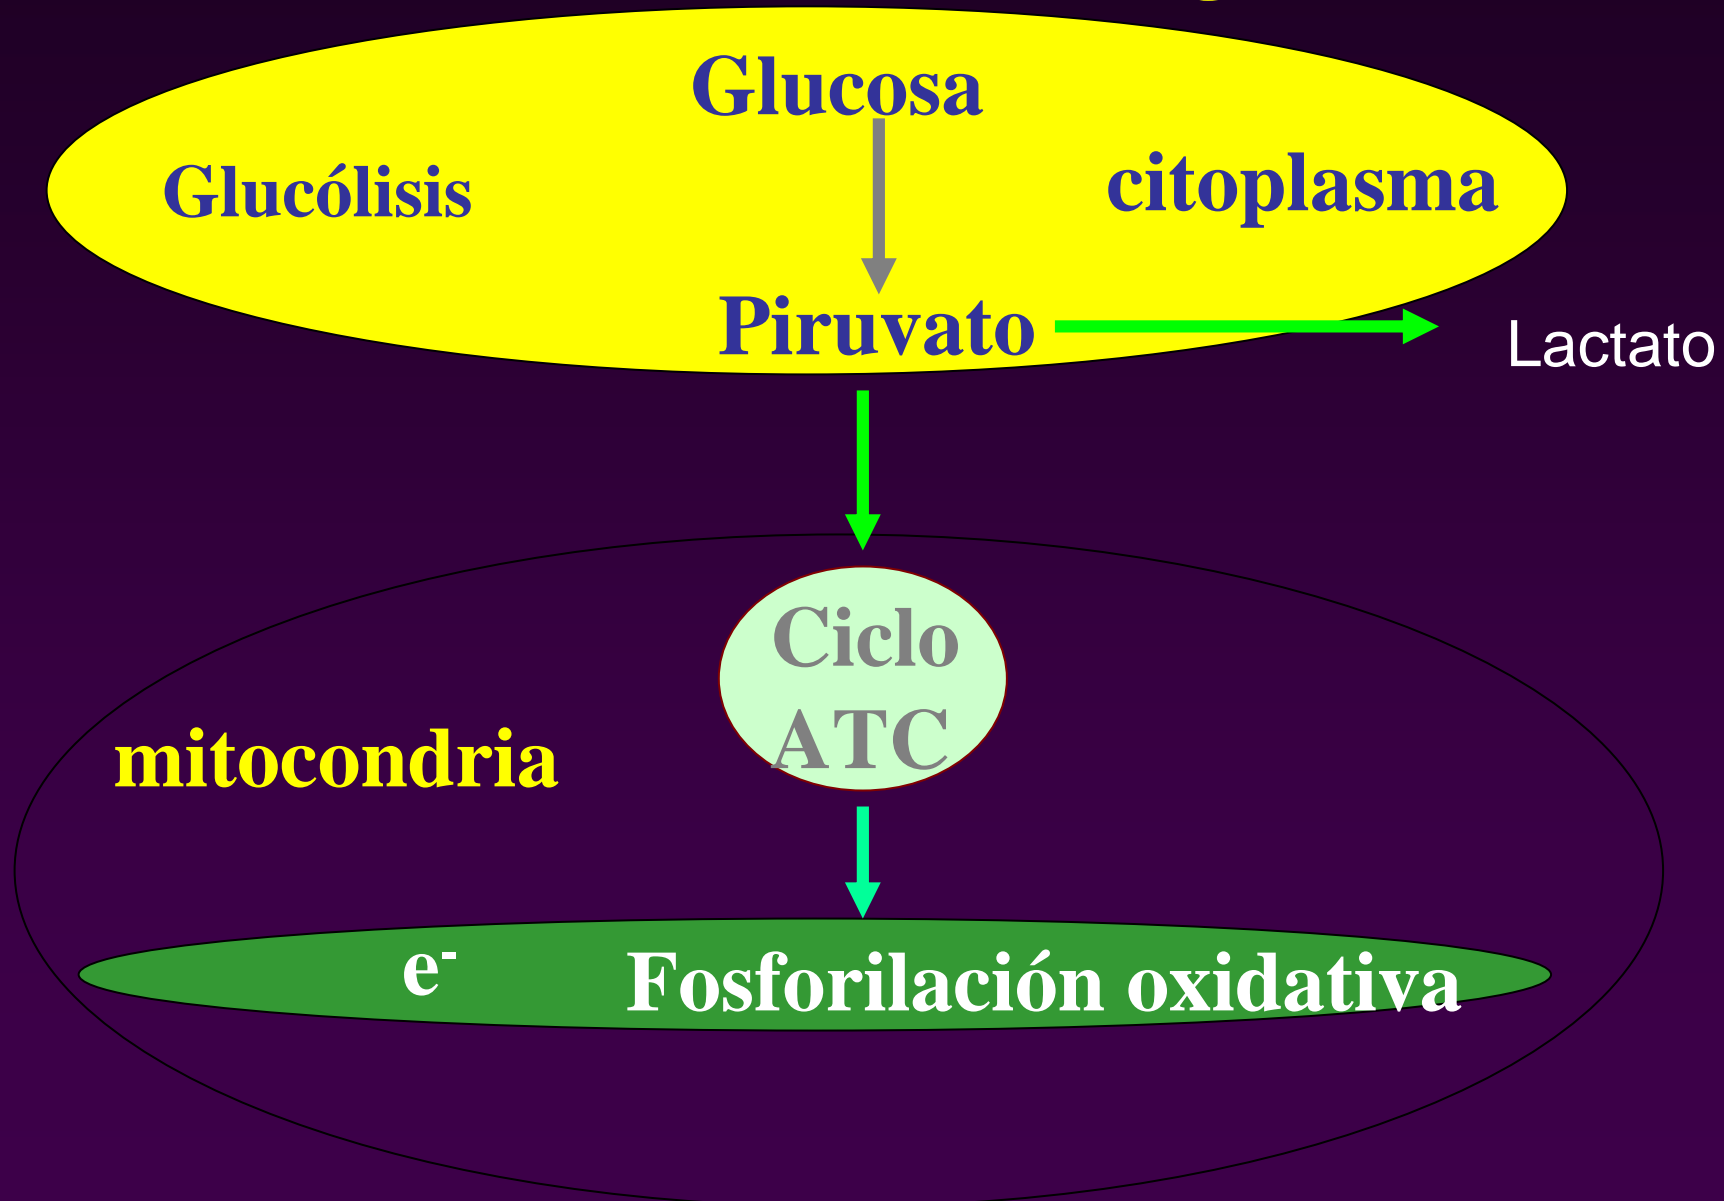 Glucosa
Glucólisis
citoplasma
Piruvato
Lactato
Ciclo
ATC
mitocondria
e-
Fosforilación oxidativa